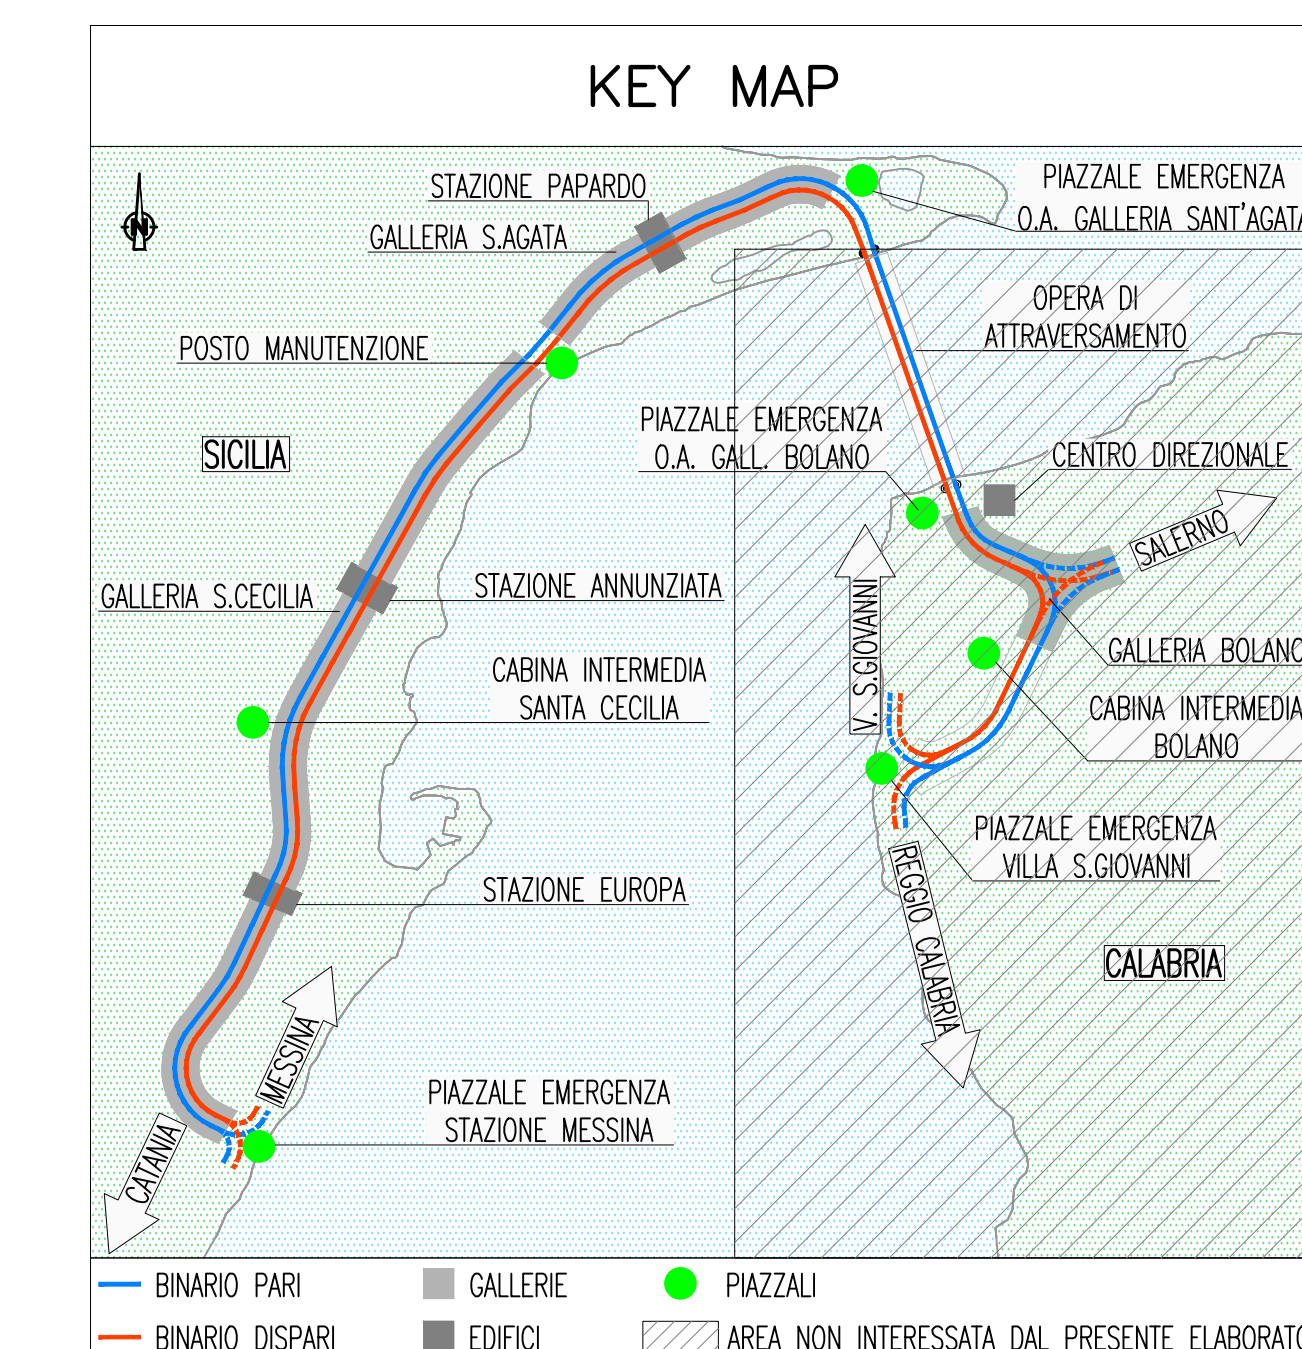 KEY MAP
N
STAZIONE PAPARDO
GALLERIA S.AGATA
PIAZZALE EMERGENZA
O.A. GALLERIA SANT'AGATA
OPERA DI
ATTRAVERSAMENTO
POSTO MANUTENZIONE
PIAZZALE EMERGENZA
O.A. GALL. BOLANO
SICILIA
CENTRO DIREZIONALE
SALERNO
GALLERIA S.CECILIA
STAZIONE ANNUNZIATA
V. S.GIOVANNI
GALLERIA BOLANO
CABINA INTERMEDIA
SANTA CECILIA
CABINA INTERMEDIA
BOLANO
PIAZZALE EMERGENZA
VILLA S.GIOVANNI
STAZIONE EUROPA
REGGIO CALABRIA
CALABRIA
MESSINA
PIAZZALE EMERGENZA
STAZIONE MESSINA
CATANIA
BINARIO PARI
GALLERIE
PIAZZALI
BINARIO DISPARI
EDIFICI
AREA NON INTERESSATA DAL PRESENTE ELABORATO